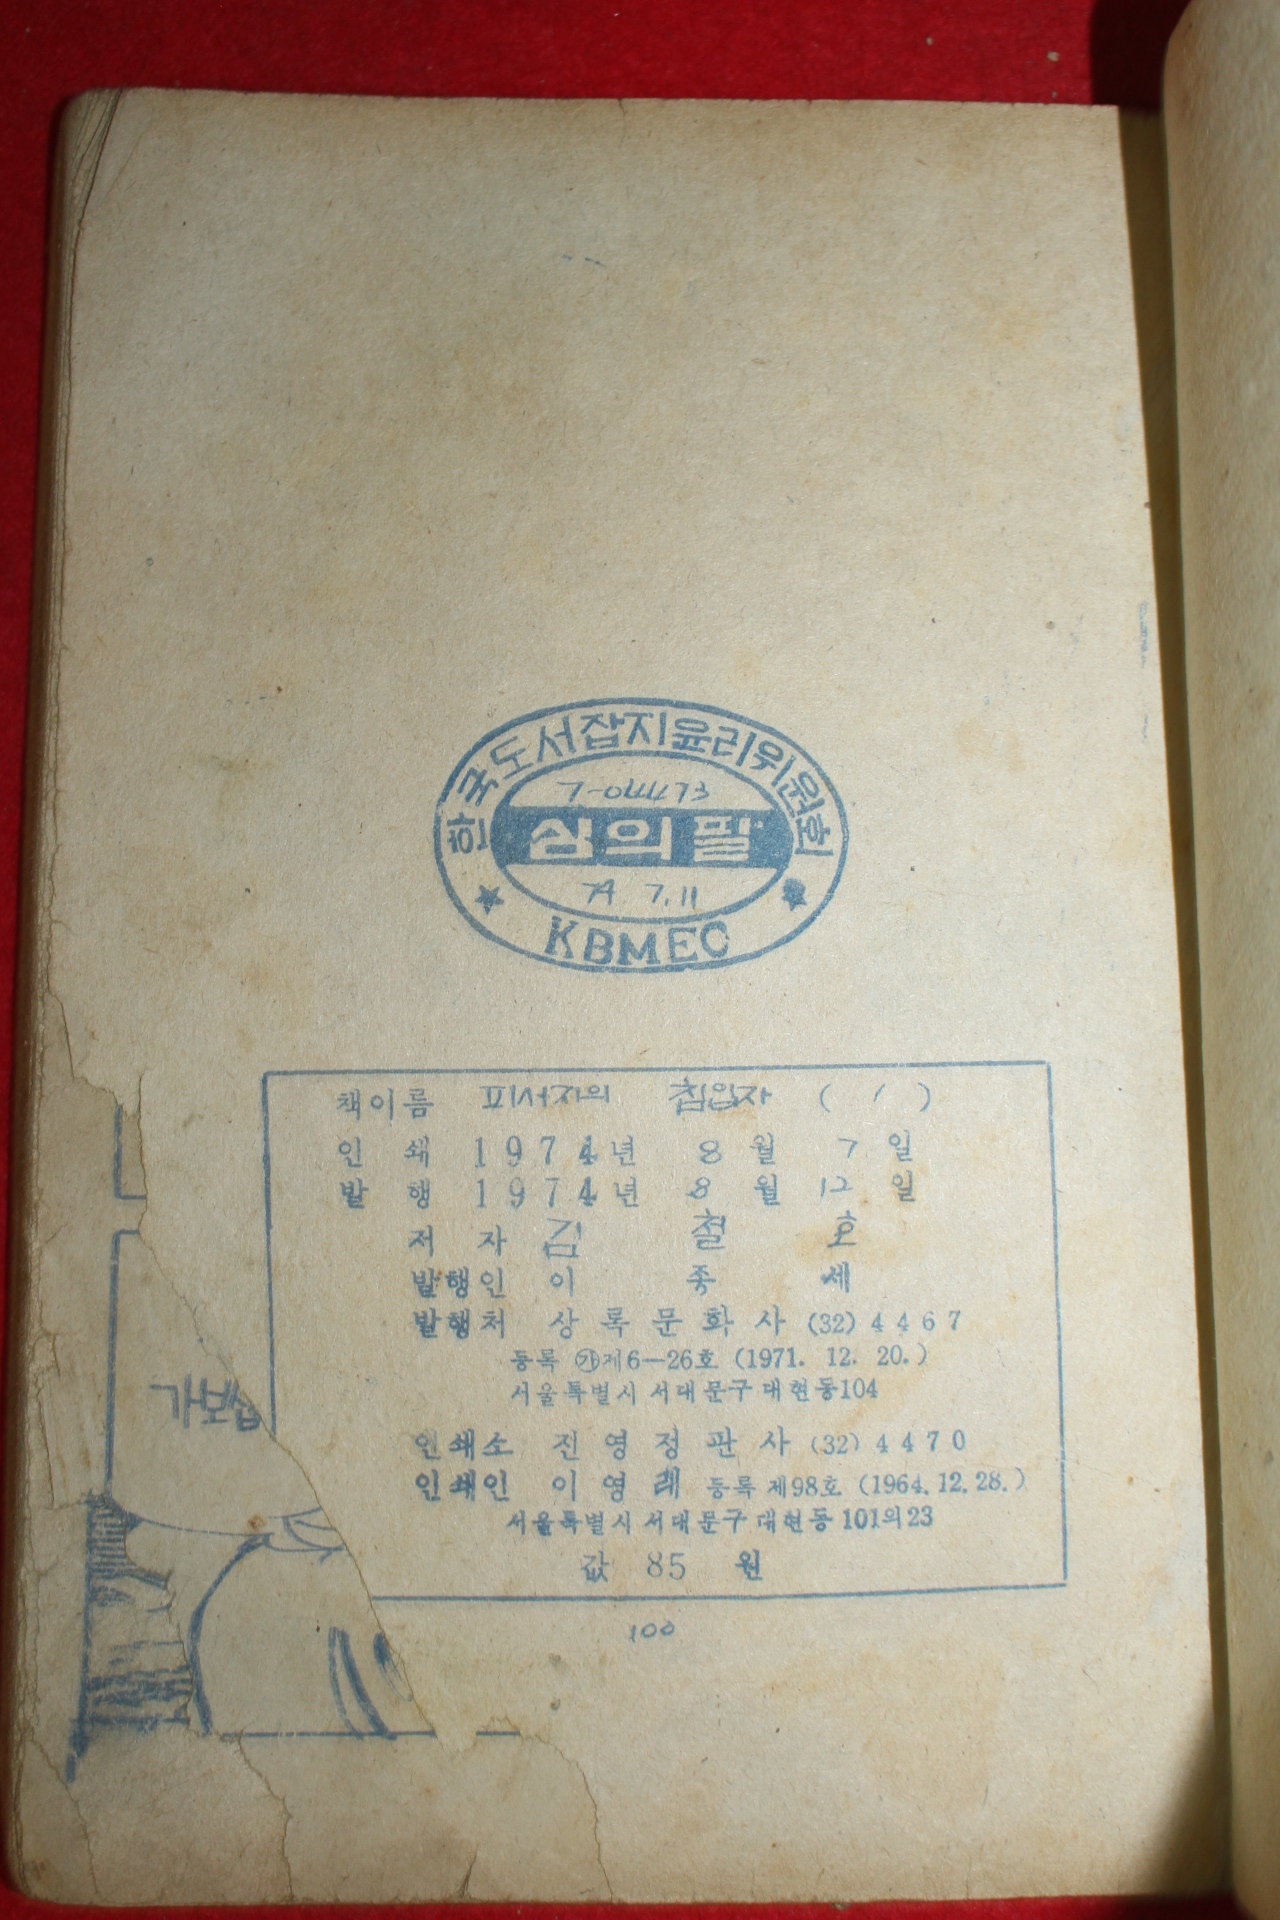 한국도서잡지윤리위원회
심의필
74 7.11
KBMEC
책이름 피서지의 침입자 ( 1 )
인 쇄 1974년 8월 7일
발 행 1974년 8월 12일
저 자 김 철 호
발행인 이 종 세
발행처 상록문화사 (32) 4467
등록 ㉮제6—26호 (1971. 12. 20.)
서울특별시 서대문구 대현동104
인쇄소 진영정판사 (32) 4470
인쇄인 이영래 등록 제98호 (1964. 12. 28.)
서울특별시 서대문구 대현동 101의23
값 85 원
100
가보십